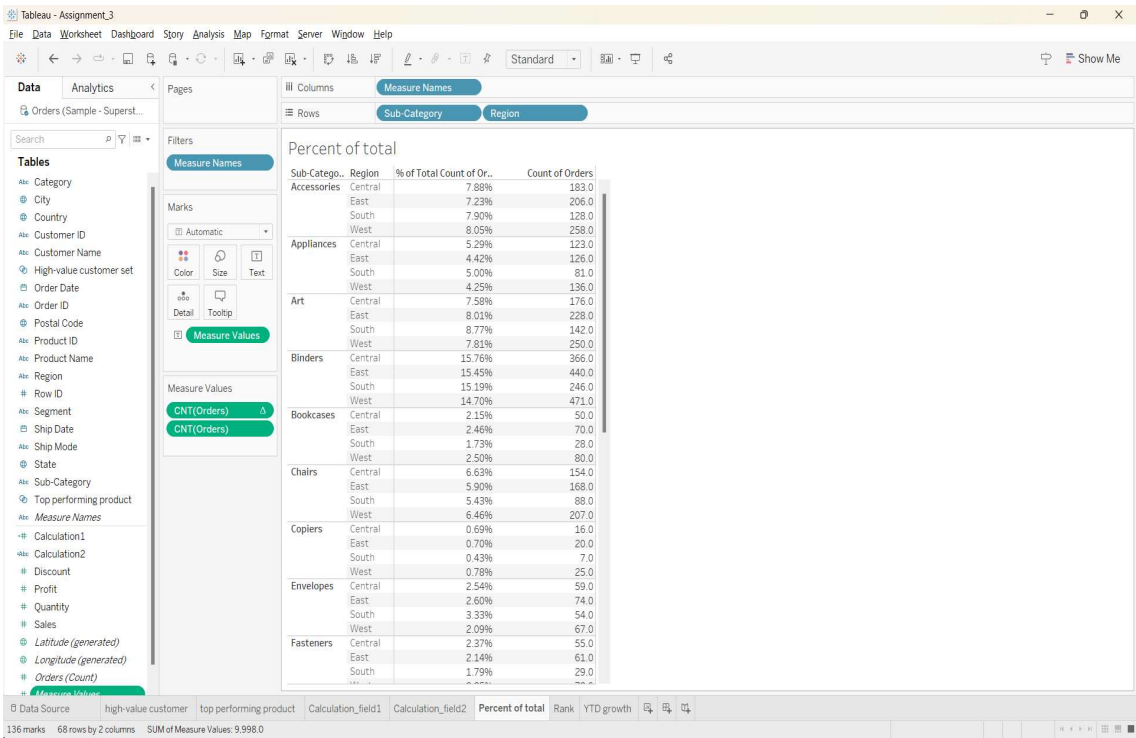 Tableau - Assignment_3
File Data Worksheet Dashboard Story Analysis Map Format Server Window Help
Standard
Show Me
Data Analytics
Orders (Sample - Superst...
Search
Tables
Abc Category
City
Country
Abc Customer ID
Abc Customer Name
High-value customer set
Order Date
Abc Order ID
Postal Code
Abc Product ID
Abc Product Name
Abc Region
# Row ID
Abc Segment
Ship Date
Abc Ship Mode
State
Abc Sub-Category
Top performing product
Abc Measure Names
=# Calculation1
=Abc Calculation2
# Discount
# Profit
# Quantity
# Sales
Latitude (generated)
Longitude (generated)
# Orders (Count)
# Measure Values
Pages
Filters
Measure Names
Marks
Automatic
Color Size Text
Detail Tooltip
Measure Values
Measure Values
CNT(Orders) Δ
CNT(Orders)
Columns Measure Names
Rows Sub-Category Region
Percent of total
Sub-Catego.. Region % of Total Count of Or.. Count of Orders
Accessories Central 7.88% 183.0
East 7.23% 206.0
South 7.90% 128.0
West 8.05% 258.0
Appliances Central 5.29% 123.0
East 4.42% 126.0
South 5.00% 81.0
West 4.25% 136.0
Art Central 7.58% 176.0
East 8.01% 228.0
South 8.77% 142.0
West 7.81% 250.0
Binders Central 15.76% 366.0
East 15.45% 440.0
South 15.19% 246.0
West 14.70% 471.0
Bookcases Central 2.15% 50.0
East 2.46% 70.0
South 1.73% 28.0
West 2.50% 80.0
Chairs Central 6.63% 154.0
East 5.90% 168.0
South 5.43% 88.0
West 6.46% 207.0
Copiers Central 0.69% 16.0
East 0.70% 20.0
South 0.43% 7.0
West 0.78% 25.0
Envelopes Central 2.54% 59.0
East 2.60% 74.0
South 3.33% 54.0
West 2.09% 67.0
Fasteners Central 2.37% 55.0
East 2.14% 61.0
South 1.79% 29.0
Data Source high-value customer top performing product Calculation_field1 Calculation_field2 Percent of total Rank YTD growth
136 marks 68 rows by 2 columns SUM of Measure Values: 9,998.0